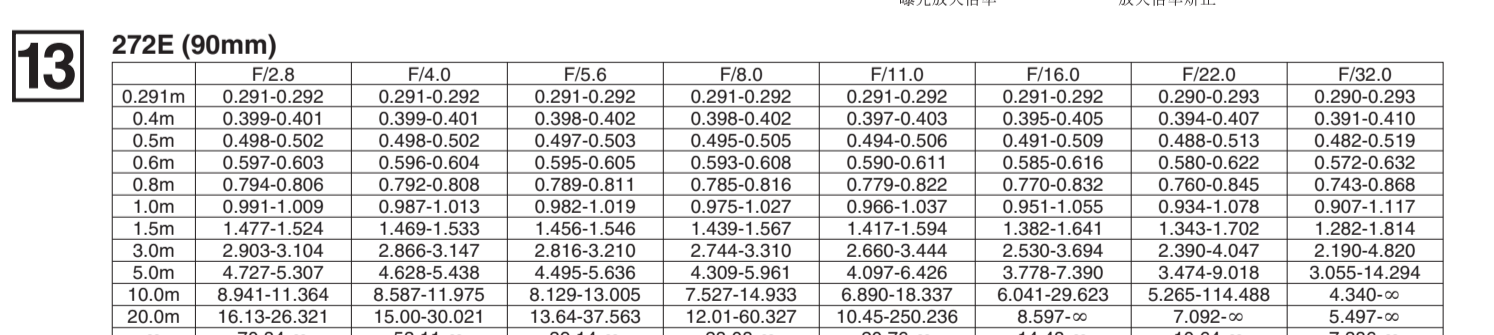 13
272E (90mm)
F/2.8 F/4.0 F/5.6 F/8.0 F/11.0 F/16.0 F/22.0 F/32.0
0.291m 0.291-0.292 0.291-0.292 0.291-0.292 0.291-0.292 0.291-0.292 0.291-0.292 0.290-0.293 0.290-0.293
0.4m 0.399-0.401 0.399-0.401 0.398-0.402 0.398-0.402 0.397-0.403 0.395-0.405 0.394-0.407 0.391-0.410
0.5m 0.498-0.502 0.498-0.502 0.497-0.503 0.495-0.505 0.494-0.506 0.491-0.509 0.488-0.513 0.482-0.519
0.6m 0.597-0.603 0.596-0.604 0.595-0.605 0.593-0.608 0.590-0.611 0.585-0.616 0.580-0.622 0.572-0.632
0.8m 0.794-0.806 0.792-0.808 0.789-0.811 0.785-0.816 0.779-0.822 0.770-0.832 0.760-0.845 0.743-0.868
1.0m 0.991-1.009 0.987-1.013 0.982-1.019 0.975-1.027 0.966-1.037 0.951-1.055 0.934-1.078 0.907-1.117
1.5m 1.477-1.524 1.469-1.533 1.456-1.546 1.439-1.567 1.417-1.594 1.382-1.641 1.343-1.702 1.282-1.814
3.0m 2.903-3.104 2.866-3.147 2.816-3.210 2.744-3.310 2.660-3.444 2.530-3.694 2.390-4.047 2.190-4.820
5.0m 4.727-5.307 4.628-5.438 4.495-5.636 4.309-5.961 4.097-6.426 3.778-7.390 3.474-9.018 3.055-14.294
10.0m 8.941-11.364 8.587-11.975 8.129-13.005 7.527-14.933 6.890-18.337 6.041-29.623 5.265-114.488 4.340-∞
20.0m 16.13-26.321 15.00-30.021 13.64-37.563 12.01-60.327 10.45-250.236 8.597-∞ 7.092-∞ 5.497-∞